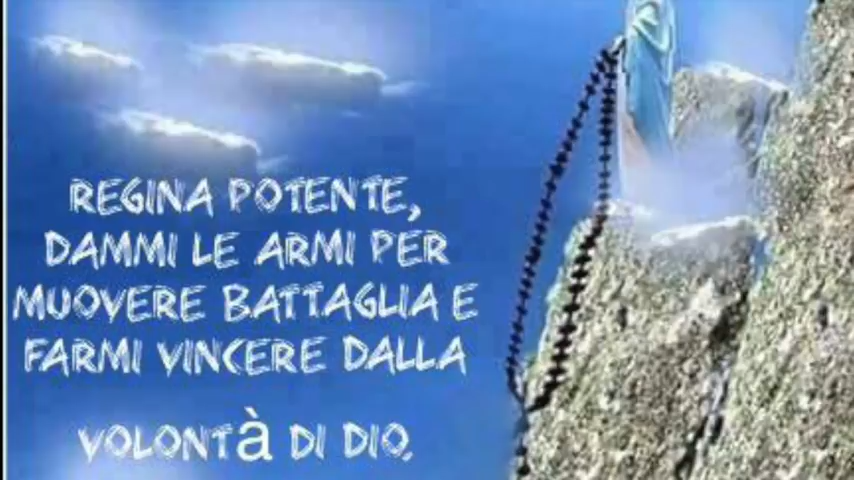 REGINA POTENTE,
DAMMI LE ARMI PER
MUOVERE BATTAGLIA E
FARMI VINCERE DALLA
VOLONTà DI DIO.